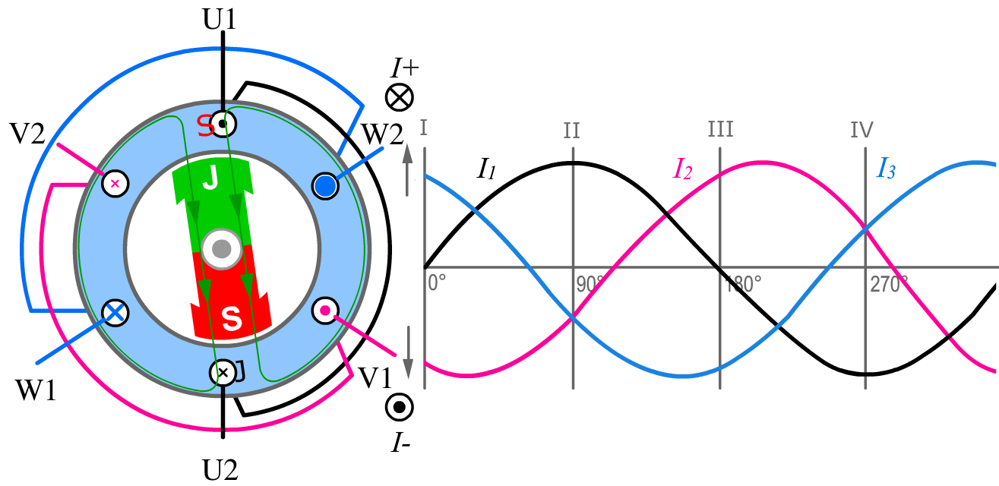 U1
I+
V2
S
W2
J
S
J
W1
V1
U2
I-
I
II
III
IV
I1
I2
I3
0°
90°
180°
270°